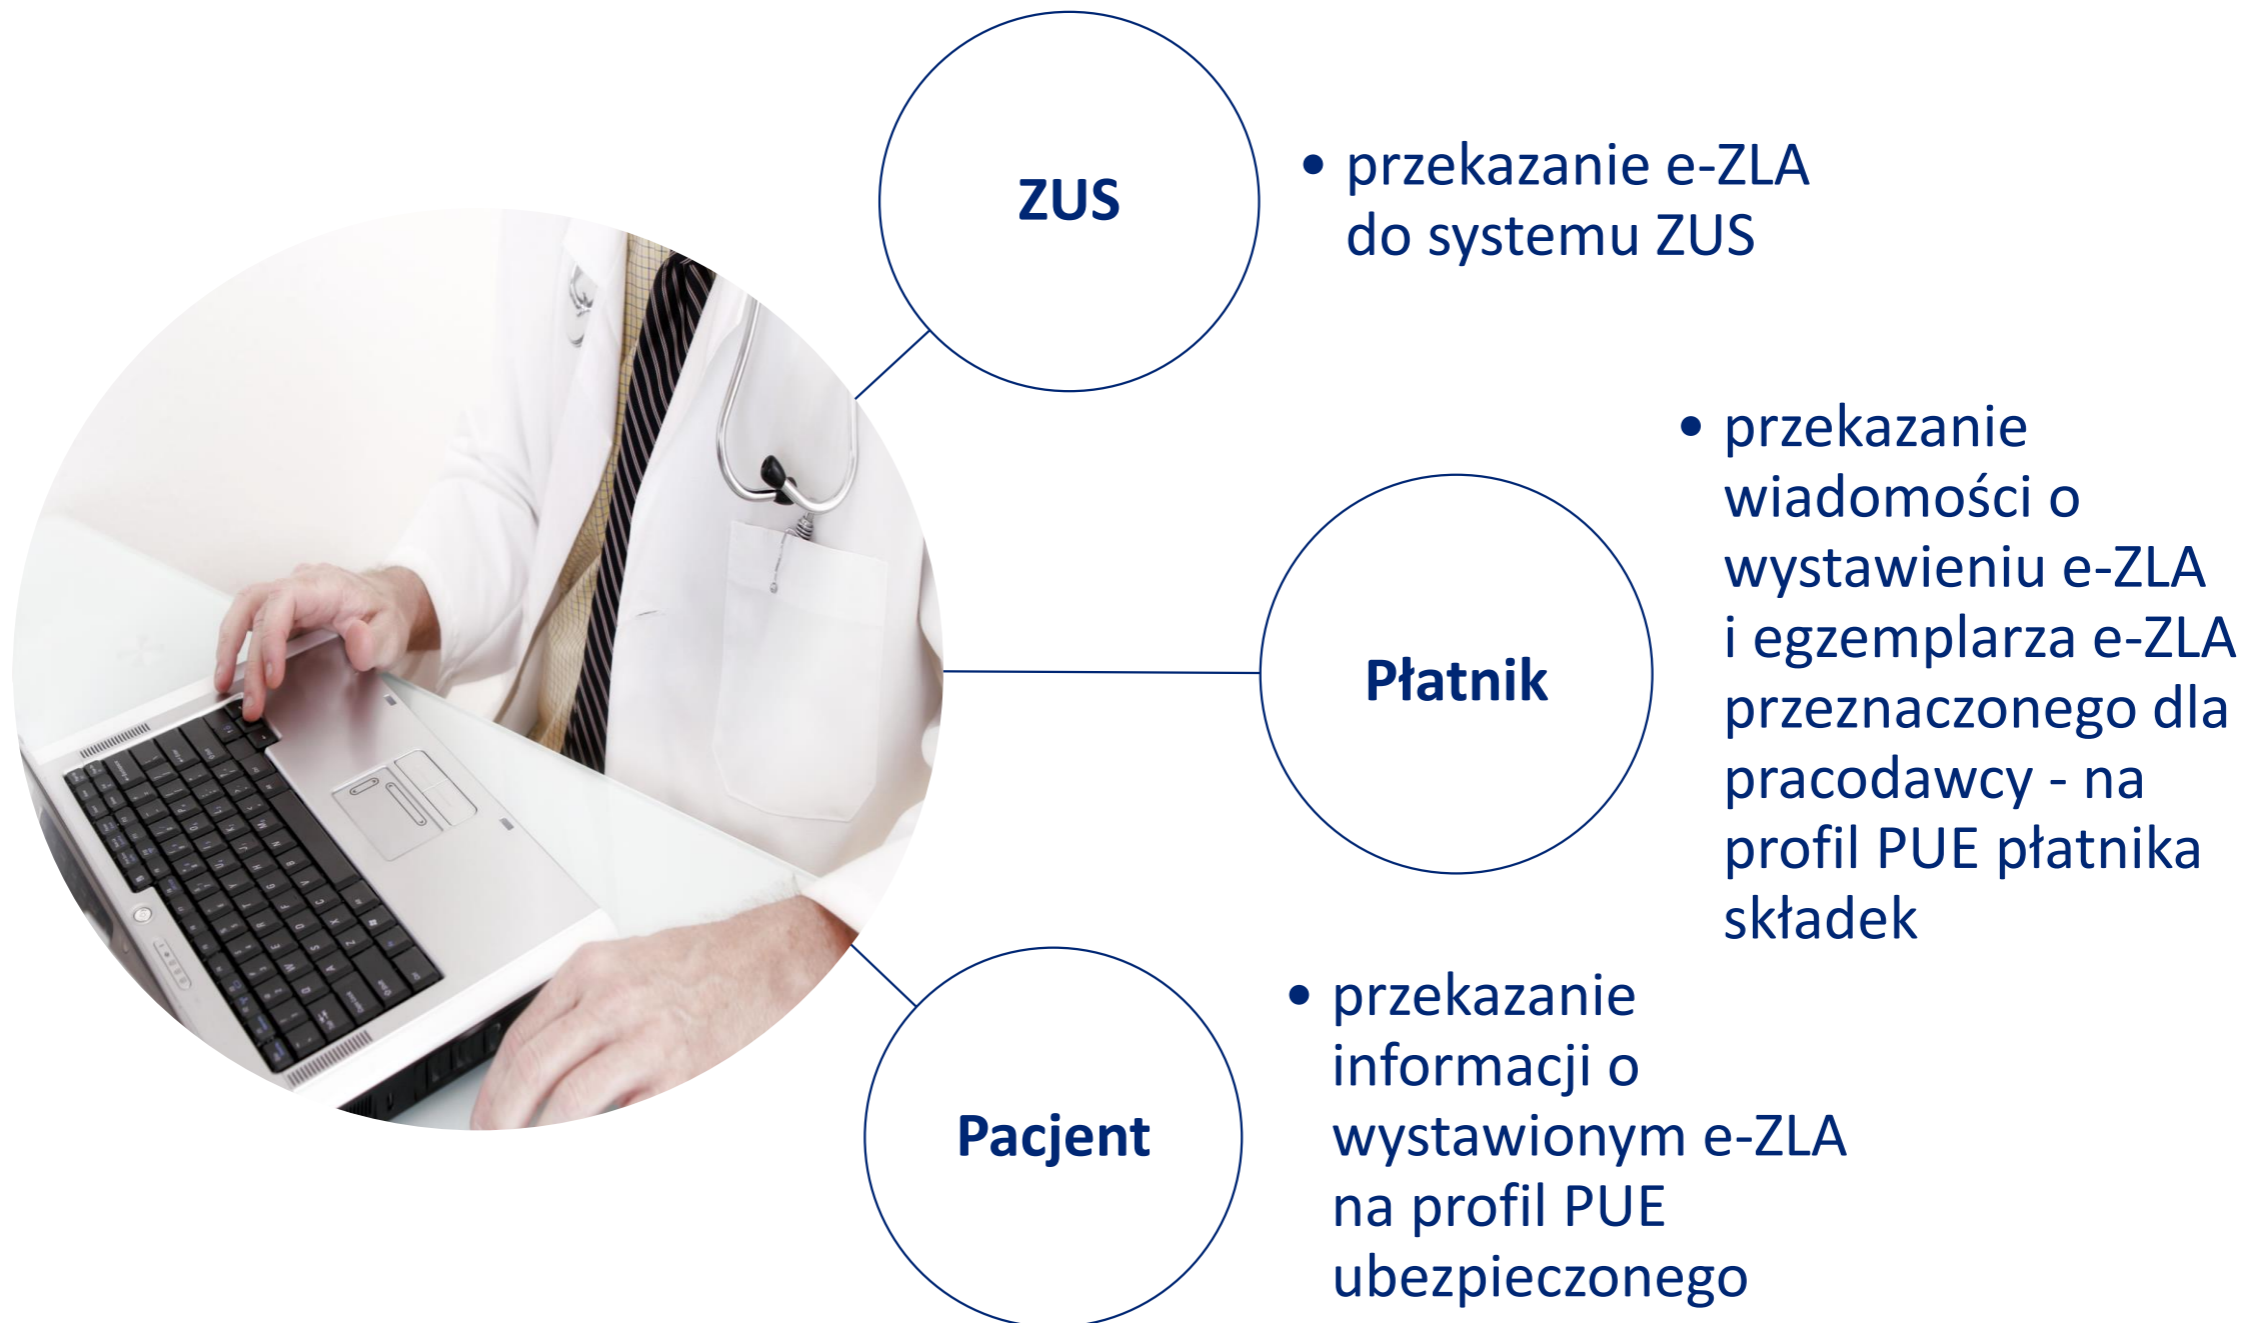 ZUS
• przekazanie e-ZLA
do systemu ZUS
Płatnik
• przekazanie
wiadomości o
wystawieniu e-ZLA
i egzemplarza e-ZLA
przeznaczonego dla
pracodawcy - na
profil PUE płatnika
składek
Pacjent
• przekazanie
informacji o
wystawionym e-ZLA
na profil PUE
ubezpieczonego